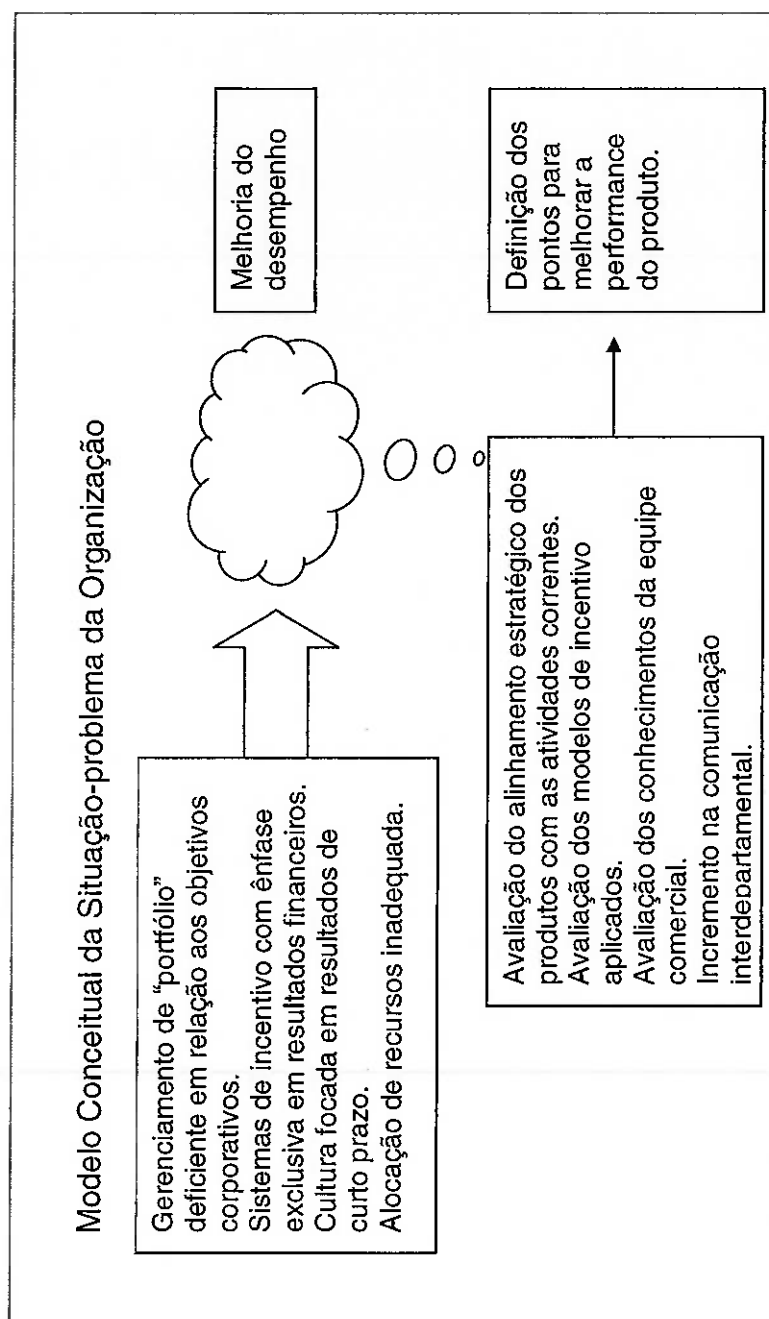 Modelo Conceitual da Situação-problema da Organização
Gerenciamento de "portfólio"
deficiente em relação aos objetivos
corporativos.
Sistemas de incentivo com ênfase
exclusiva em resultados financeiros.
Cultura focada em resultados de
curto prazo.
Alocação de recursos inadequada.
Melhoria do
desempenho
Avaliação do alinhamento estratégico dos
produtos com as atividades correntes.
Avaliação dos modelos de incentivo
aplicados.
Avaliação dos conhecimentos da equipe
comercial.
Incremento na comunicação
interdepartamental.
Definição dos
pontos para
melhorar a
performance
do produto.